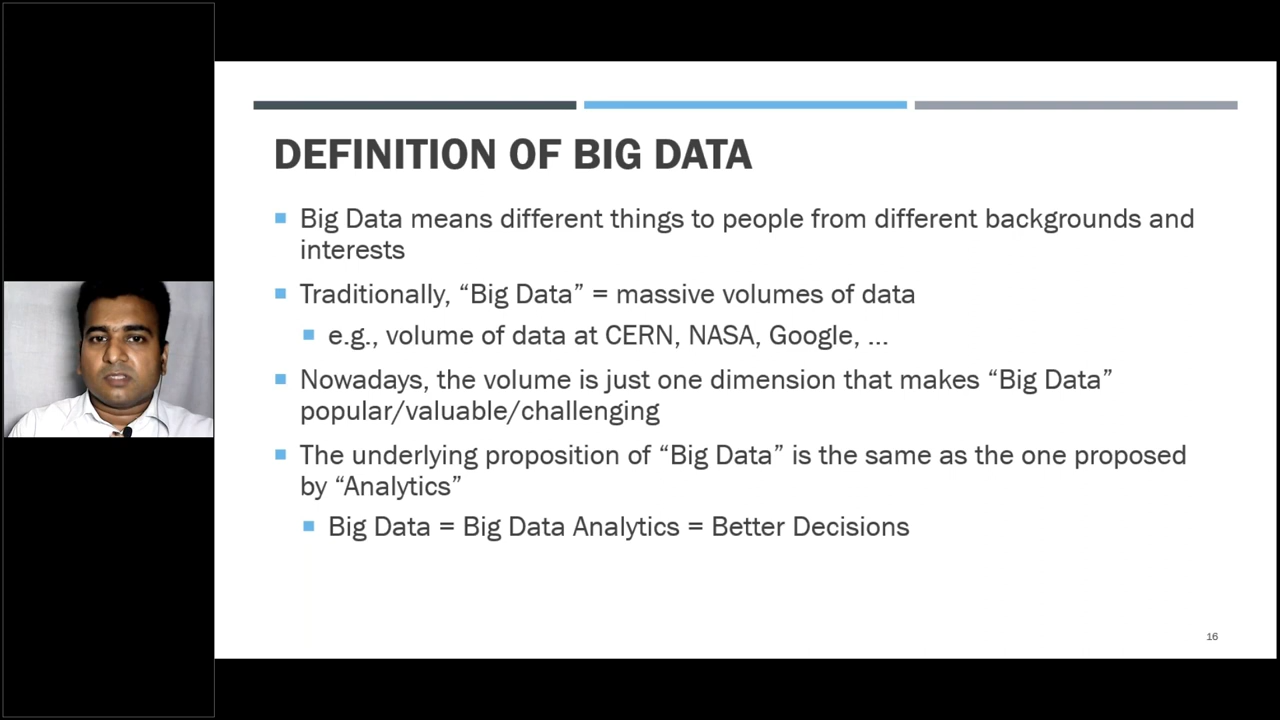 DEFINITION OF BIG DATA
Big Data means different things to people from different backgrounds and
interests
Traditionally, “Big Data” = massive volumes of data
e.g., volume of data at CERN, NASA, Google, ...
Nowadays, the volume is just one dimension that makes “Big Data”
popular/valuable/challenging
The underlying proposition of “Big Data” is the same as the one proposed
by “Analytics”
Big Data = Big Data Analytics = Better Decisions
16